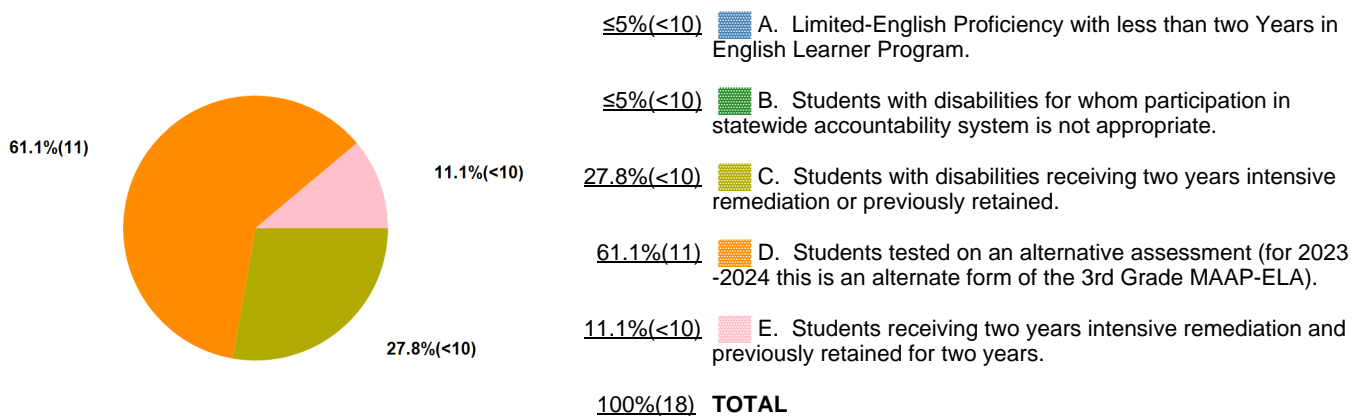 61.1%(11)
11.1%(<10)
27.8%(<10)
≤5%(<10) A. Limited-English Proficiency with less than two Years in
English Learner Program.
≤5%(<10) B. Students with disabilities for whom participation in
statewide accountability system is not appropriate.
27.8%(<10) C. Students with disabilities receiving two years intensive
remediation or previously retained.
61.1%(11) D. Students tested on an alternative assessment (for 2023
-2024 this is an alternate form of the 3rd Grade MAAP-ELA).
11.1%(<10) E. Students receiving two years intensive remediation and
previously retained for two years.
100%(18) TOTAL